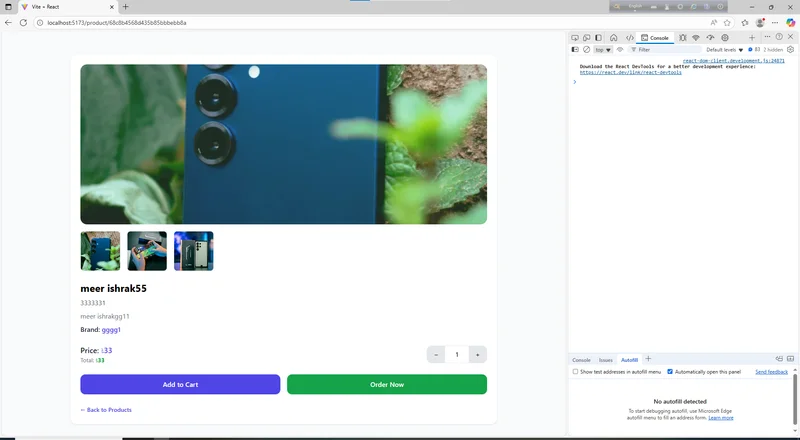 Vite + React
English
localhost:5173/product/68c8b4568d435b85bbbebb8a
Console
top
Filter
Default levels
83
2 hidden
react-dom-client.development.js:24871
Download the React DevTools for a better development experience:
https://react.dev/link/react-devtools
meer ishrak55
3333331
meer ishrakgg11
Brand: gggg1
Price: ৳33
Total: ৳33
− 1 +
Add to Cart
Order Now
← Back to Products
Console
Issues
Autofill
Show test addresses in autofill menu
Automatically open this panel
Send feedback
No autofill detected
To start debugging autofill, use Microsoft Edge
autofill menu to fill an address form. Learn more